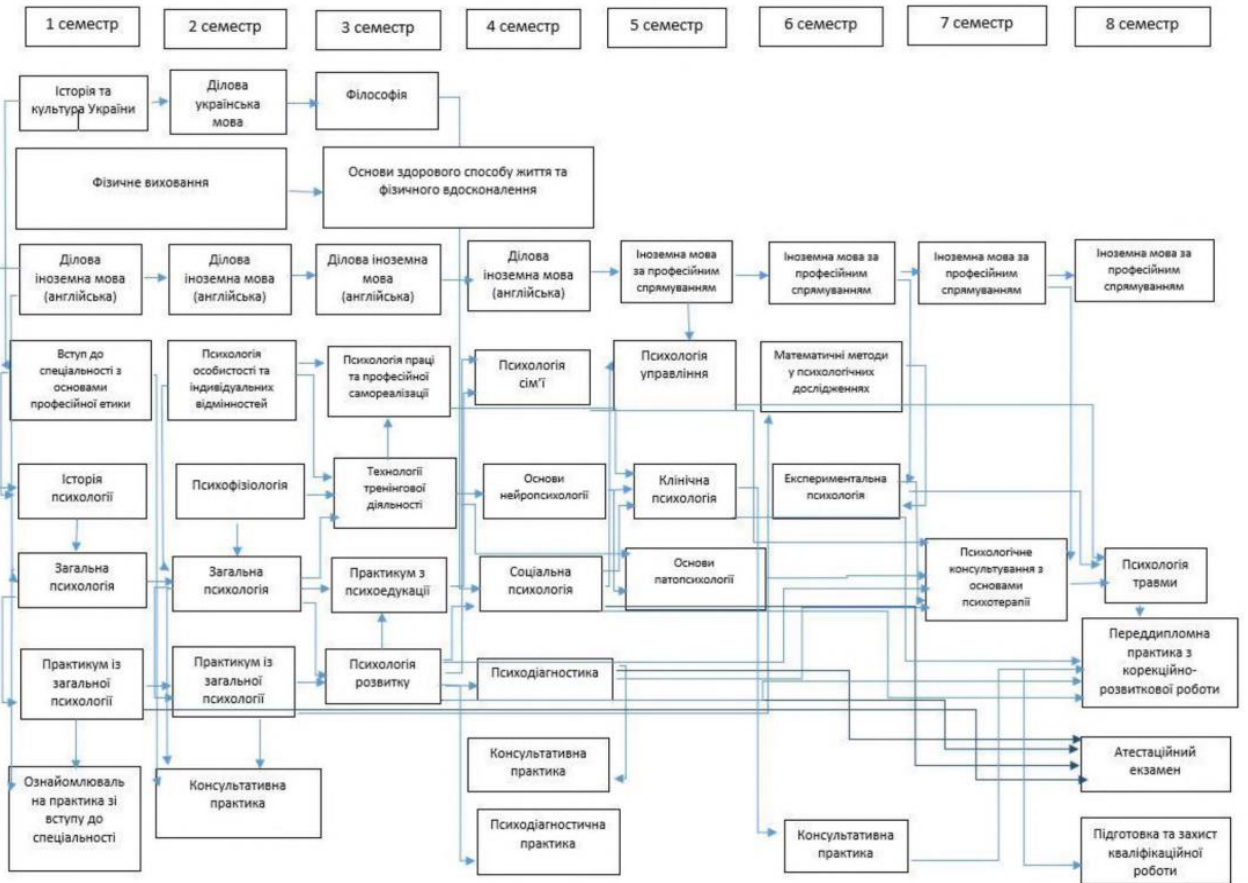 1 семестр
2 семестр
3 семестр
4 семестр
5 семестр
6 семестр
7 семестр
8 семестр
Історія та
культура України
Ділова
українська
мова
Філософія
Фізичне виховання
Основи здорового способу життя та
фізичного вдосконалення
Ділова
іноземна мова
(англійська)
Ділова
іноземна мова
(англійська)
Ділова іноземна
мова
(англійська)
Ділова
іноземна мова
(англійська)
Іноземна мова
за професійним
спрямуванням
Іноземна мова за
професійним
спрямуванням
Іноземна мова за
професійним
спрямуванням
Іноземна мова за
професійним
спрямуванням
Вступ до
спеціальності з
основами
професійної етики
Психологія
особистості та
індивідуальних
відмінностей
Психологія праці
та професійної
самореалізації
Психологія
сім'ї
Психологія
управління
Математичні методи
у психологічних
дослідженнях
Історія
психології
Психофізіологія
Технології
тренінгової
діяльності
Основи
нейропсихології
Клінічна
психологія
Експериментальна
психологія
Загальна
психологія
Загальна
психологія
Практикум з
психоедукації
Соціальна
психологія
Основи
патопсихології
Психологічне
консультування з
основами
психотерапії
Психологія
травми
Практикум із
загальної
психології
Практикум із
загальної
психології
Психологія
розвитку
Психодіагностика
Переддипломна
практика з
корекційно-
розвиткової роботи
Ознайомлюваль
на практика зі
вступу до
спеціальності
Консультативна
практика
Консультативна
практика
Атестаційний
екзамен
Психодіагностична
практика
Консультативна
практика
Підготовка та захист
кваліфікаційної
роботи